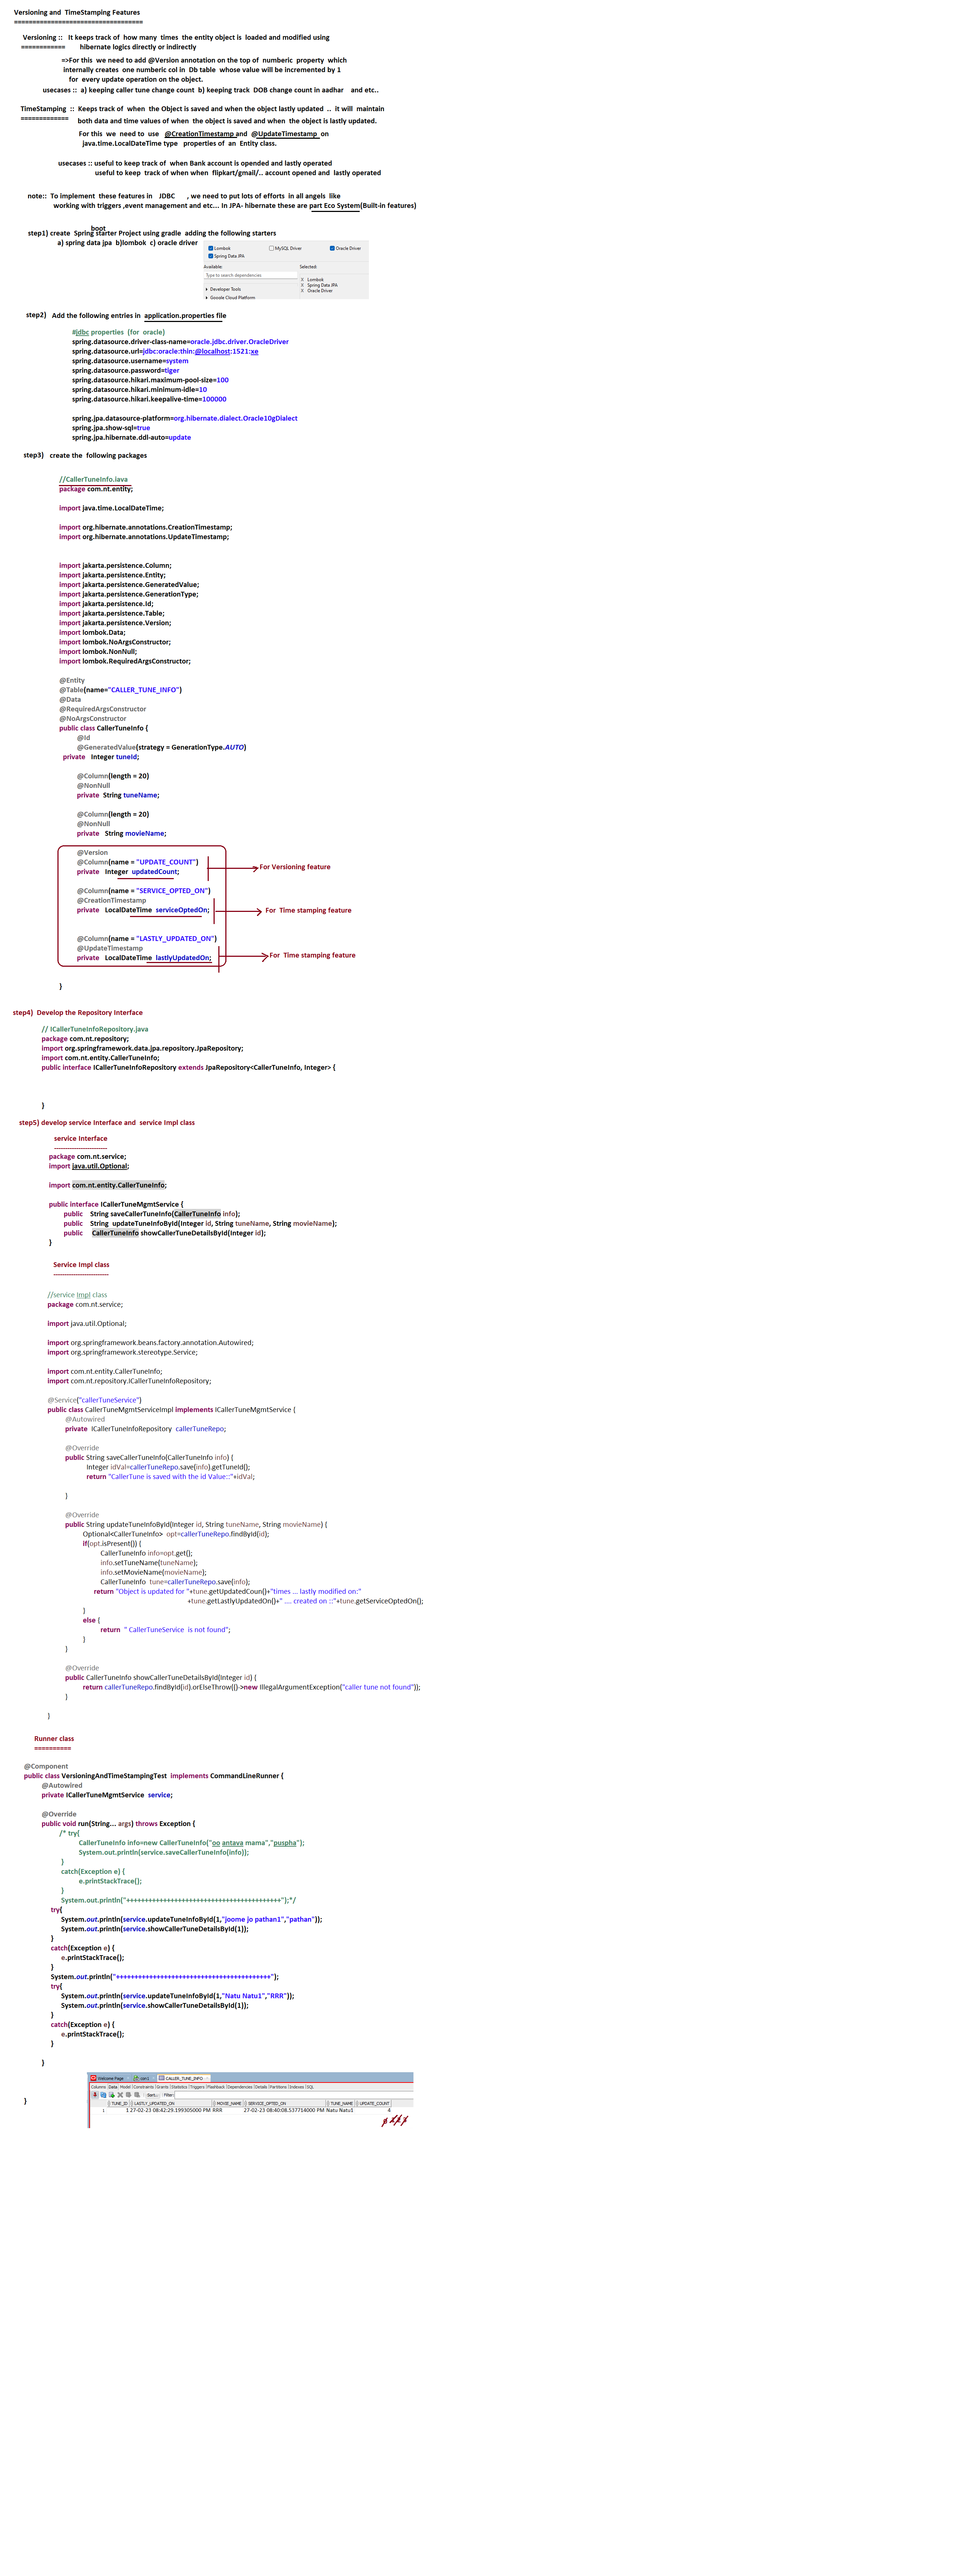 Versioning and  TimeStamping Features
===================================
Versioning ::   It keeps track of  how many  times  the entity object is  loaded and modified using
============        hibernate logics directly or indirectly
=>For this  we need to add @Version annotation on the top of  numberic  property  which
internally creates  one numberic col in  Db table  whose value will be incremented by 1
for  every update operation on the object.
usecases ::  a) keeping caller tune change count  b) keeping track  DOB change count in aadhar    and etc..
TimeStamping  ::  Keeps track of  when  the Object is saved and when the object lastly updated  ..  it will  maintain
=============     both data and time values of when  the object is saved and when  the object is lastly updated.
For this  we  need to  use   @CreationTimestamp and  @UpdateTimestamp  on
java.time.LocalDateTime type   properties of  an  Entity class.
usecases :: useful to keep track of  when Bank account is opended and lastly operated
useful to keep  track of when when  flipkart/gmail/.. account opened and  lastly operated
note::  To implement  these features in    JDBC      , we need to put lots of efforts  in all angels  like
working with triggers ,event management and etc... In JPA- hibernate these are part Eco System(Built-in features)
boot
step1) create  Spring starter Project using gradle  adding the following starters
a) spring data jpa  b)lombok  c) oracle driver
Lombok  MySQL Driver  Oracle Driver
Spring Data JPA
Available:  Selected:
Type to search dependencies
X Lombok
Developer Tools  X Spring Data JPA
X Oracle Driver
Google Cloud Platform
step2)   Add the following entries in  application.properties file
#jdbc properties  (for  oracle)
spring.datasource.driver-class-name=oracle.jdbc.driver.OracleDriver
spring.datasource.url=jdbc:oracle:thin:@localhost:1521:xe
spring.datasource.username=system
spring.datasource.password=tiger
spring.datasource.hikari.maximum-pool-size=100
spring.datasource.hikari.minimum-idle=10
spring.datasource.hikari.keepalive-time=100000
spring.jpa.datasource-platform=org.hibernate.dialect.Oracle10gDialect
spring.jpa.show-sql=true
spring.jpa.hibernate.ddl-auto=update
step3)   create the  following packages
//CallerTuneInfo.java
package com.nt.entity;
import java.time.LocalDateTime;
import org.hibernate.annotations.CreationTimestamp;
import org.hibernate.annotations.UpdateTimestamp;
import jakarta.persistence.Column;
import jakarta.persistence.Entity;
import jakarta.persistence.GeneratedValue;
import jakarta.persistence.GenerationType;
import jakarta.persistence.Id;
import jakarta.persistence.Table;
import jakarta.persistence.Version;
import lombok.Data;
import lombok.NoArgsConstructor;
import lombok.NonNull;
import lombok.RequiredArgsConstructor;
@Entity
@Table(name="CALLER_TUNE_INFO")
@Data
@RequiredArgsConstructor
@NoArgsConstructor
public class CallerTuneInfo {
@Id
@GeneratedValue(strategy = GenerationType.AUTO)
private   Integer tuneId;
@Column(length = 20)
@NonNull
private  String tuneName;
@Column(length = 20)
@NonNull
private   String movieName;
@Version
@Column(name = "UPDATE_COUNT")
For Versioning feature
private   Integer  updatedCount;
@Column(name = "SERVICE_OPTED_ON")
@CreationTimestamp
private   LocalDateTime  serviceOptedOn;
For  Time stamping feature
@Column(name = "LASTLY_UPDATED_ON")
@UpdateTimestamp
For  Time stamping feature
private   LocalDateTime  lastlyUpdatedOn;
}
step4)  Develop the Repository Interface
// ICallerTuneInfoRepository.java
package com.nt.repository;
import org.springframework.data.jpa.repository.JpaRepository;
import com.nt.entity.CallerTuneInfo;
public interface ICallerTuneInfoRepository extends JpaRepository<CallerTuneInfo, Integer> {
}
step5) develop service Interface and  service Impl class
service Interface
------------------------
package com.nt.service;
import java.util.Optional;
import com.nt.entity.CallerTuneInfo;
public interface ICallerTuneMgmtService {
public    String saveCallerTuneInfo(CallerTuneInfo info);
public    String  updateTuneInfoById(Integer id, String tuneName, String movieName);
public     CallerTuneInfo showCallerTuneDetailsById(Integer id);
}
Service Impl class
-------------------------
//service Impl class
package com.nt.service;
import java.util.Optional;
import org.springframework.beans.factory.annotation.Autowired;
import org.springframework.stereotype.Service;
import com.nt.entity.CallerTuneInfo;
import com.nt.repository.ICallerTuneInfoRepository;
@Service("callerTuneService")
public class CallerTuneMgmtServiceImpl implements ICallerTuneMgmtService {
@Autowired
private  ICallerTuneInfoRepository  callerTuneRepo;
@Override
public String saveCallerTuneInfo(CallerTuneInfo info) {
Integer idVal=callerTuneRepo.save(info).getTuneId();
return "CallerTune is saved with the id Value::"+idVal;
}
@Override
public String updateTuneInfoById(Integer id, String tuneName, String movieName) {
Optional<CallerTuneInfo>  opt=callerTuneRepo.findById(id);
if(opt.isPresent()) {
CallerTuneInfo info=opt.get();
info.setTuneName(tuneName);
info.setMovieName(movieName);
CallerTuneInfo  tune=callerTuneRepo.save(info);
return "Object is updated for "+tune.getUpdatedCoun()+"times ... lastly modified on:"
+tune.getLastlyUpdatedOn()+" .... created on ::"+tune.getServiceOptedOn();
}
else {
return  " CallerTuneService  is not found";
}
}
@Override
public CallerTuneInfo showCallerTuneDetailsById(Integer id) {
return callerTuneRepo.findById(id).orElseThrow(()->new IllegalArgumentException("caller tune not found"));
}
}
Runner class
==========
@Component
public class VersioningAndTimeStampingTest  implements CommandLineRunner {
@Autowired
private ICallerTuneMgmtService  service;
@Override
public void run(String... args) throws Exception {
/* try{
CallerTuneInfo info=new CallerTuneInfo("oo antava mama","puspha");
System.out.println(service.saveCallerTuneInfo(info));
}
catch(Exception e) {
e.printStackTrace();
}
System.out.println("++++++++++++++++++++++++++++++++++++++++++");*/
try{
System.out.println(service.updateTuneInfoById(1,"joome jo pathan1","pathan"));
System.out.println(service.showCallerTuneDetailsById(1));
}
catch(Exception e) {
e.printStackTrace();
}
System.out.println("++++++++++++++++++++++++++++++++++++++++++");
try{
System.out.println(service.updateTuneInfoById(1,"Natu Natu1","RRR"));
System.out.println(service.showCallerTuneDetailsById(1));
}
catch(Exception e) {
e.printStackTrace();
}
}
Welcome Page  CALLER_TUNE_INFO
Columns Data Model Constraints Grants Statistics Triggers Flashback Dependencies Details Partitions Indexes SQL
Sort.. Filter:
}
TUNE_ID  LASTLY_UPDATED_ON  MOVIE_NAME  SERVICE_OPTED_ON  TUNE_NAME  UPDATE_COUNT
1  1 27-02-23 08:42:29.199305000 PM RRR  27-02-23 08:40:08.537714000 PM Natu Natu1  4